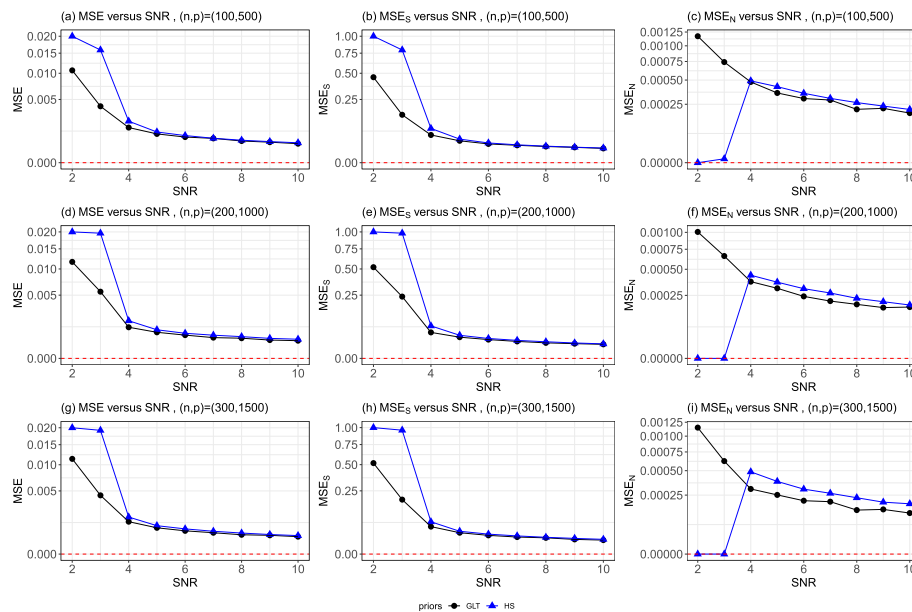 (a) MSE versus SNR , (n,p)=(100,500)
0.020
0.015
0.010
0.005
0.000
MSE
2 4 6 8 10
SNR
(b) MSE_S versus SNR , (n,p)=(100,500)
1.00
0.75
0.50
0.25
0.00
MSE_S
2 4 6 8 10
SNR
(c) MSE_N versus SNR , (n,p)=(100,500)
0.00125
0.00100
0.00075
0.00050
0.00025
0.00000
MSE_N
2 4 6 8 10
SNR
(d) MSE versus SNR , (n,p)=(200,1000)
0.020
0.015
0.010
0.005
0.000
MSE
2 4 6 8 10
SNR
(e) MSE_S versus SNR , (n,p)=(200,1000)
1.00
0.75
0.50
0.25
0.00
MSE_S
2 4 6 8 10
SNR
(f) MSE_N versus SNR , (n,p)=(200,1000)
0.00100
0.00075
0.00050
0.00025
0.00000
MSE_N
2 4 6 8 10
SNR
(g) MSE versus SNR , (n,p)=(300,1500)
0.020
0.015
0.010
0.005
0.000
MSE
2 4 6 8 10
SNR
(h) MSE_S versus SNR , (n,p)=(300,1500)
1.00
0.75
0.50
0.25
0.00
MSE_S
2 4 6 8 10
SNR
(i) MSE_N versus SNR , (n,p)=(300,1500)
0.00125
0.00100
0.00075
0.00050
0.00025
0.00000
MSE_N
2 4 6 8 10
SNR
priors GLT HS